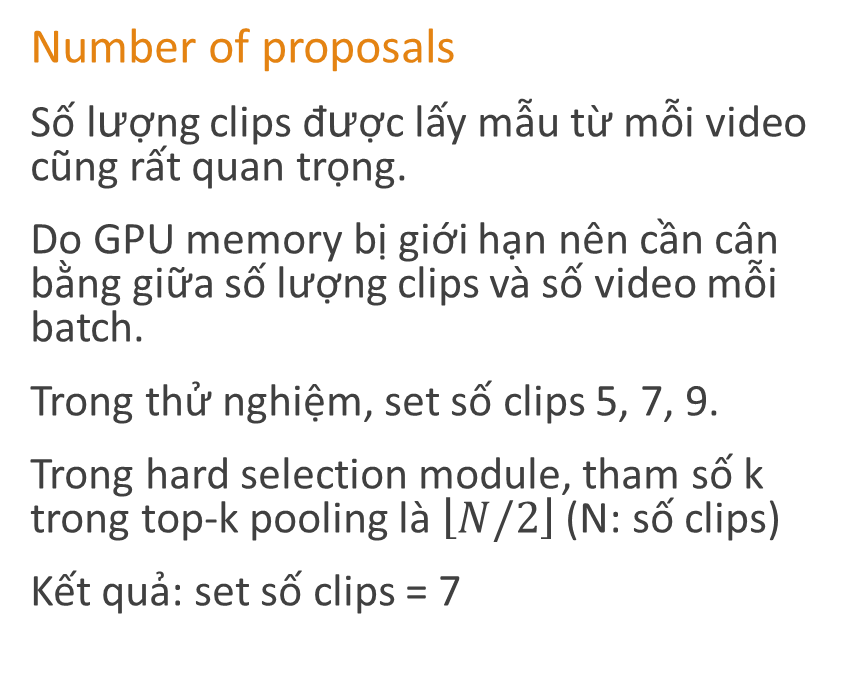 Number of proposals
Số lượng clips được lấy mẫu từ mỗi video
cũng rất quan trọng.
Do GPU memory bị giới hạn nên cần cân
bằng giữa số lượng clips và số video mỗi
batch.
Trong thử nghiệm, set số clips 5, 7, 9.
Trong hard selection module, tham số k
trong top-k pooling là ⌊N/2⌋ (N: số clips)
Kết quả: set số clips = 7